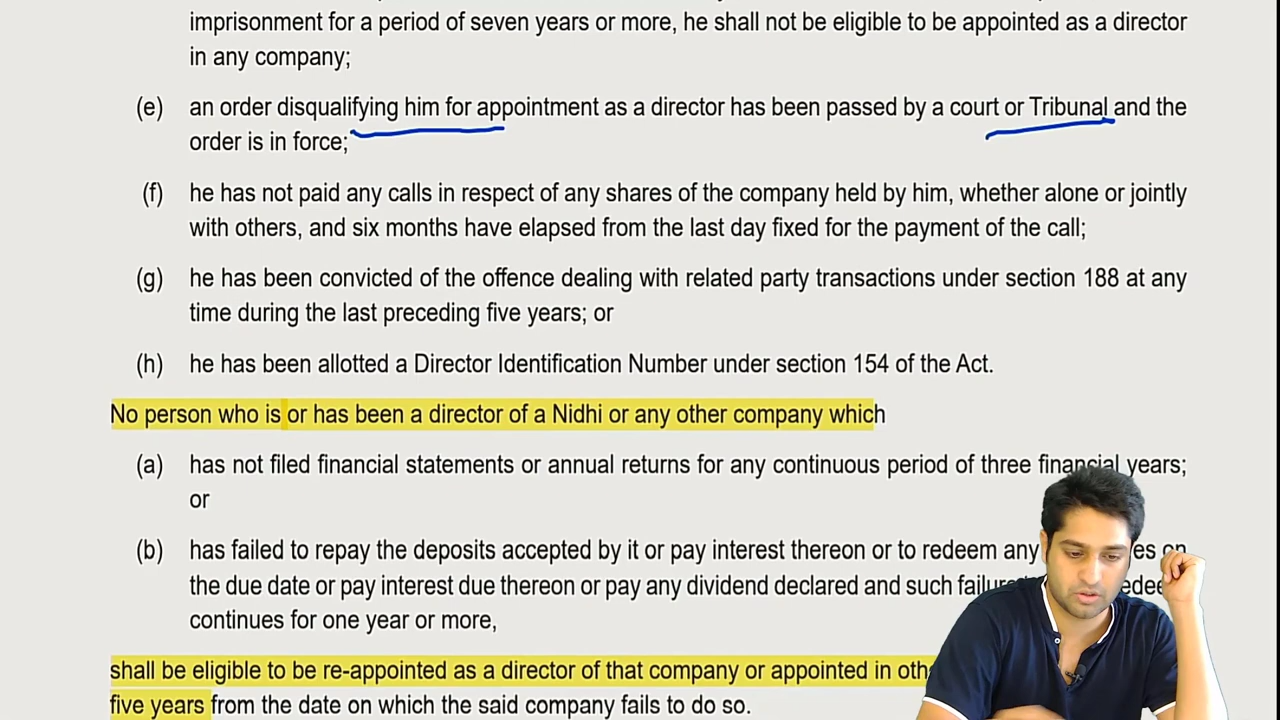 imprisonment for a period of seven years or more, he shall not be eligible to be appointed as a director
in any company;
(e) an order disqualifying him for appointment as a director has been passed by a court or Tribunal and the
order is in force;
(f) he has not paid any calls in respect of any shares of the company held by him, whether alone or jointly
with others, and six months have elapsed from the last day fixed for the payment of the call;
(g) he has been convicted of the offence dealing with related party transactions under section 188 at any
time during the last preceding five years; or
(h) he has been allotted a Director Identification Number under section 154 of the Act.
No person who is or has been a director of a Nidhi or any other company which
(a) has not filed financial statements or annual returns for any continuous period of three financial years;
or
(b) has failed to repay the deposits accepted by it or pay interest thereon or to redeem any on
the due date or pay interest due thereon or pay any dividend declared and such
continues for one year or more,
shall be eligible to be re-appointed as a director of that company or appointed in
five years from the date on which the said company fails to do so.